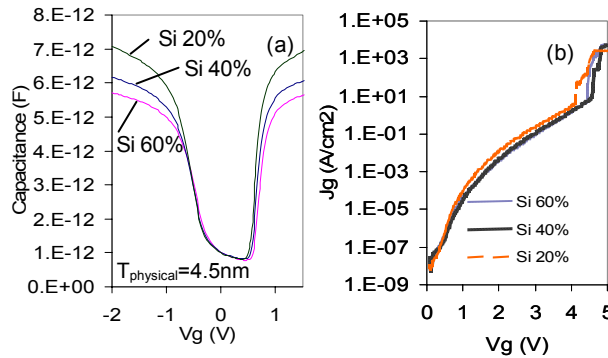 8.E-12
7.E-12
6.E-12
5.E-12
4.E-12
3.E-12
2.E-12
1.E-12
0.E+00
Capacitance (F)
Si 20%
Si 40%
Si 60%
(a)
Tphysical=4.5nm
-2 -1 0 1
Vg (V)
1.E+05
1.E+03
1.E+01
1.E-01
1.E-03
1.E-05
1.E-07
1.E-09
Jg (A/cm2)
(b)
Si 60%
Si 40%
Si 20%
0 1 2 3 4 5
Vg (V)